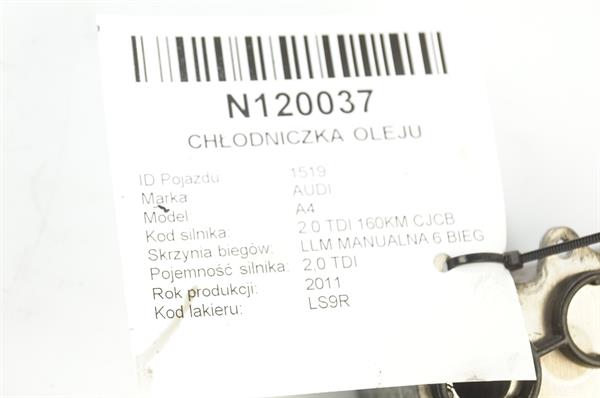 N120037
CHŁODNICZKA OLEJU
ID Pojazdu: 1519
Marka AUDI
Model A4
Kod silnika: 2.0 TDI 160KM CJCB
Skrzynia biegów: LLM MANUALNA 6 BIEG
Pojemność silnika: 2,0 TDI
Rok produkcji: 2011
Kod lakieru: LS9R